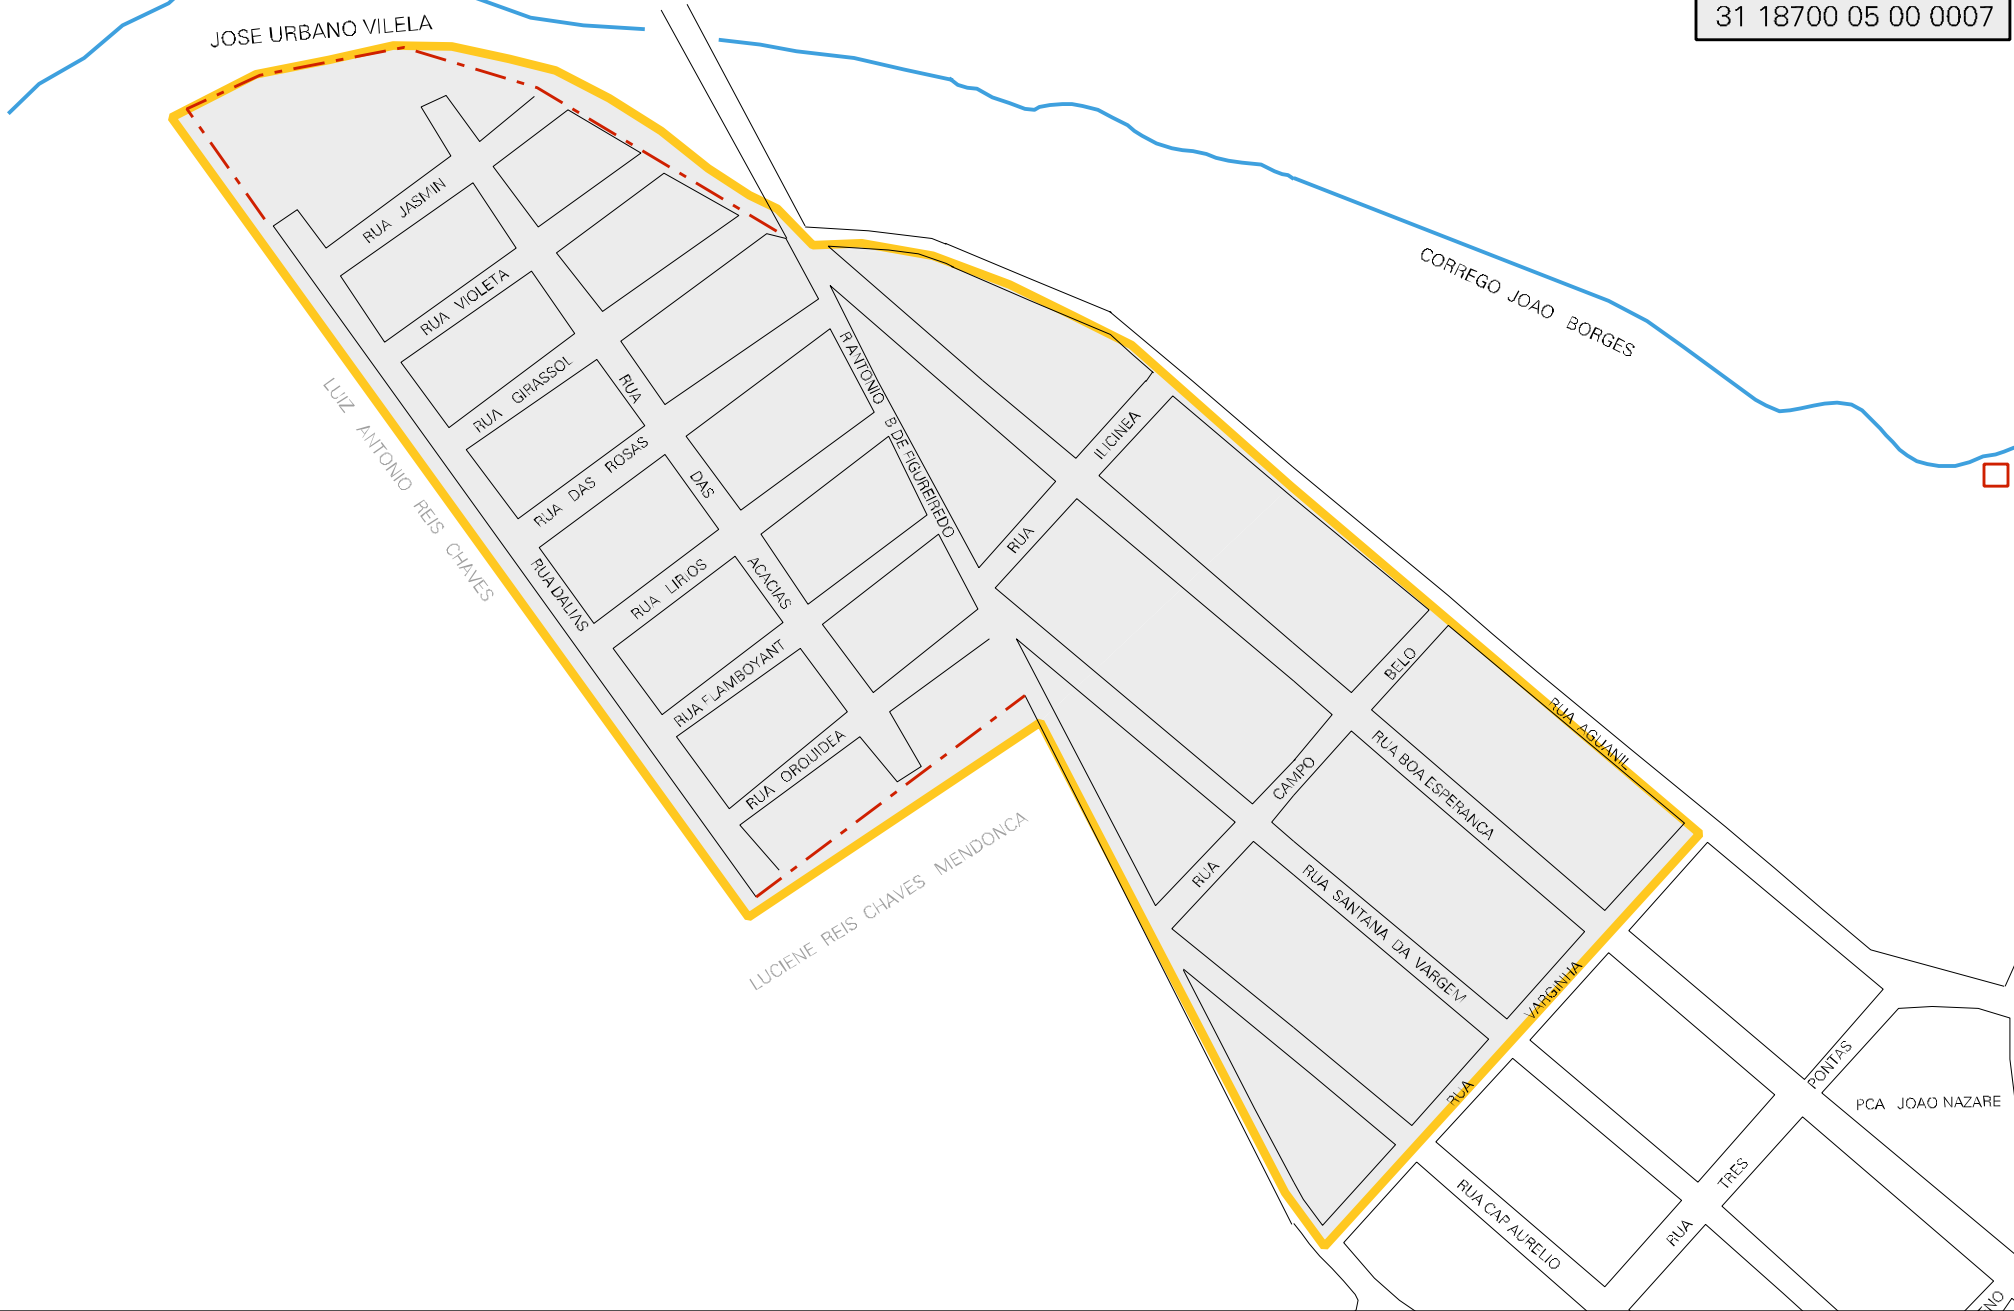 31 18700 05 00 0007
JOSE URBANO VILELA
CORREGO JOAO BORGES
RUA JASMIN
RUA VIOLETA
RUA GIRASSOL
RUA DAS ROSAS
RUA LIRIOS
RUA FLAMBOYANT
RUA ORQUIDEA
RUA DAS ACACIAS
RUA DALIAS
R ANTONIO B DE FIGUREIREDO
LUIZ ANTONIO REIS CHAVES
LUCIENE REIS CHAVES MENDONCA
RUA ILICINEA
RUA CAMPO BELO
RUA AGUANIL
RUA BOA ESPERANCA
RUA SANTANA DA VARGEM
RUA VARGINHA
RUA TRES PONTAS
PCA JOAO NAZARE
RUA CAP AURELIO